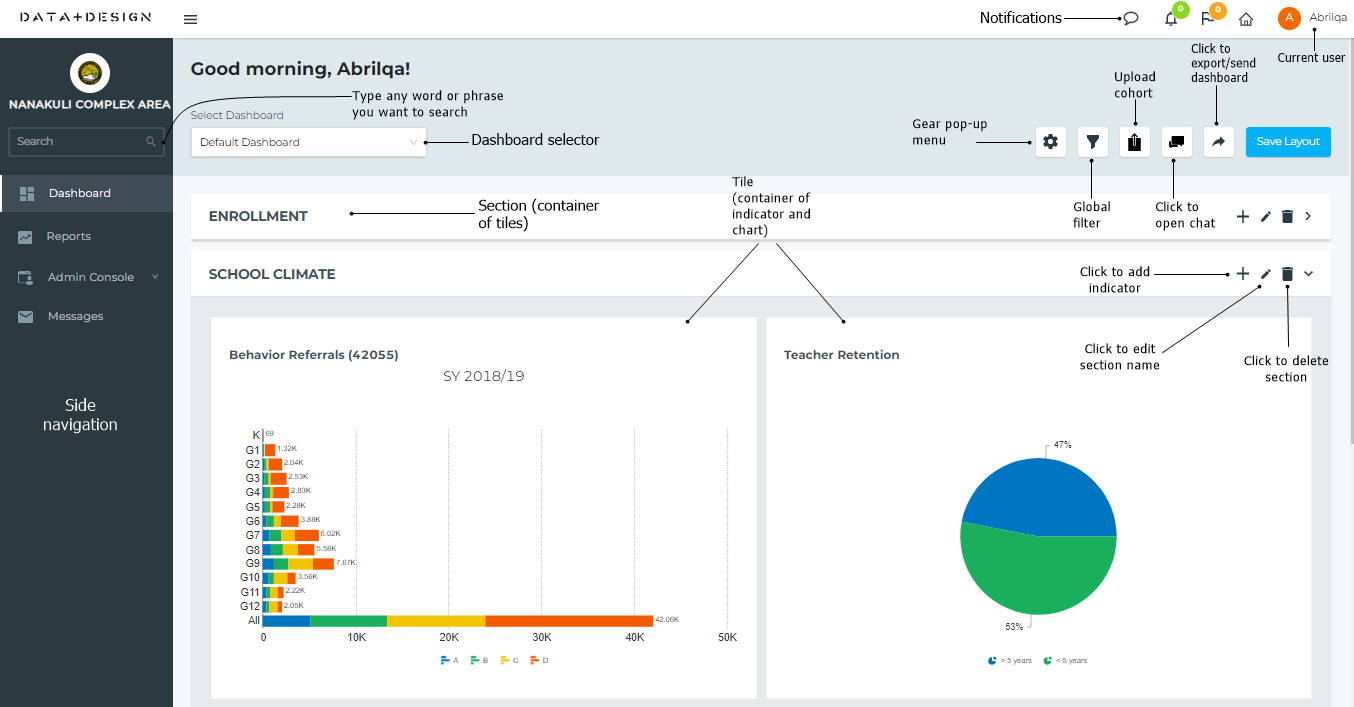 DATA+DESIGN
Notifications
0
0
A
Abrilqa
Current user
NANAKULI COMPLEX AREA
Search
Dashboard
Reports
Admin Console
Messages
Side
navigation
Good morning, Abrilqa!
Type any word or phrase
you want to search
Select Dashboard
Default Dashboard
Dashboard selector
Gear pop-up
menu
Upload
cohort
Click to
export/send
dashboard
Save Layout
Global
filter
Click to
open chat
ENROLLMENT
Section (container
of tiles)
Tile
(container of
indicator and
chart)
SCHOOL CLIMATE
Click to add
indicator
Click to edit
section name
Click to delete
section
Behavior Referrals (42055)
SY 2018/19
K 69
G1 1.32K
G2 2.04K
G3 2.53K
G4 2.83K
G5 2.28K
G6 3.88K
G7 6.02K
G8 5.58K
G9 7.67K
G10 3.56K
G11 2.22K
G12 2.05K
All 42.06K
0 10K 20K 30K 40K 50K
A B C D
Teacher Retention
47%
53%
> 5 years < 5 years